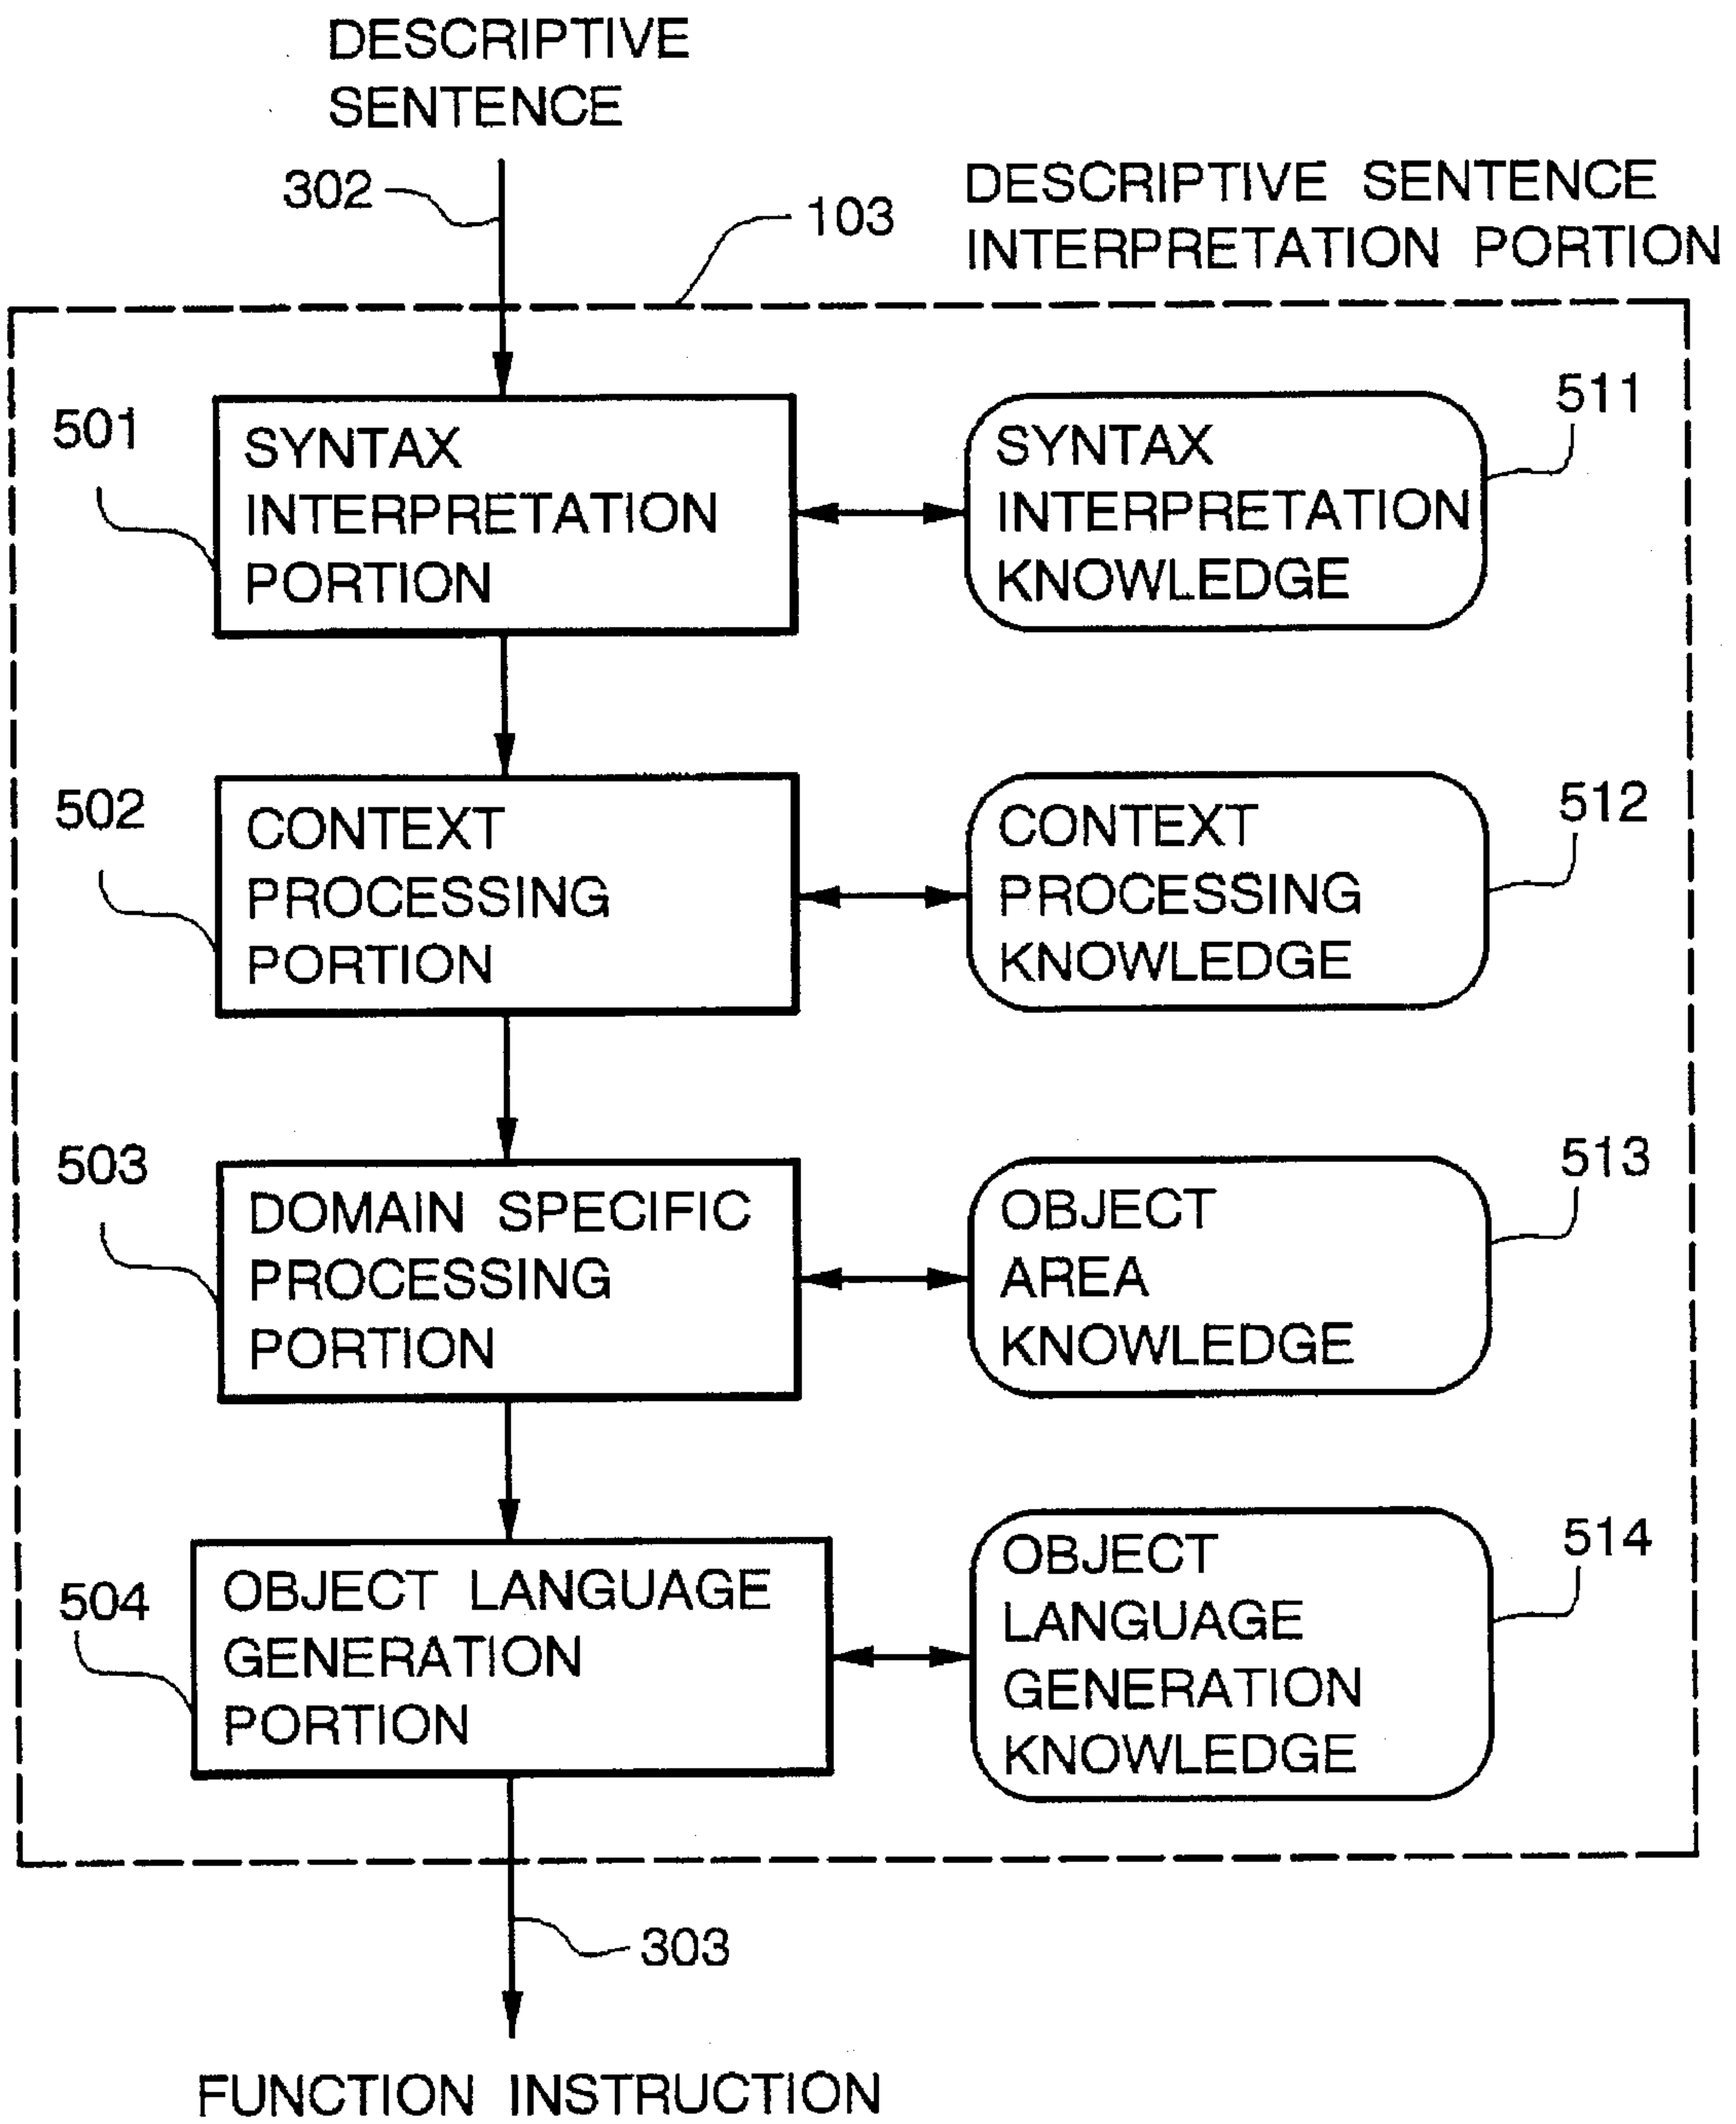 DESCRIPTIVE
SENTENCE
302
103
DESCRIPTIVE SENTENCE
INTERPRETATION PORTION
501
SYNTAX
INTERPRETATION
PORTION
511
SYNTAX
INTERPRETATION
KNOWLEDGE
502
CONTEXT
PROCESSING
PORTION
512
CONTEXT
PROCESSING
KNOWLEDGE
503
DOMAIN SPECIFIC
PROCESSING
PORTION
513
OBJECT
AREA
KNOWLEDGE
504
OBJECT LANGUAGE
GENERATION
PORTION
514
OBJECT
LANGUAGE
GENERATION
KNOWLEDGE
303
FUNCTION INSTRUCTION